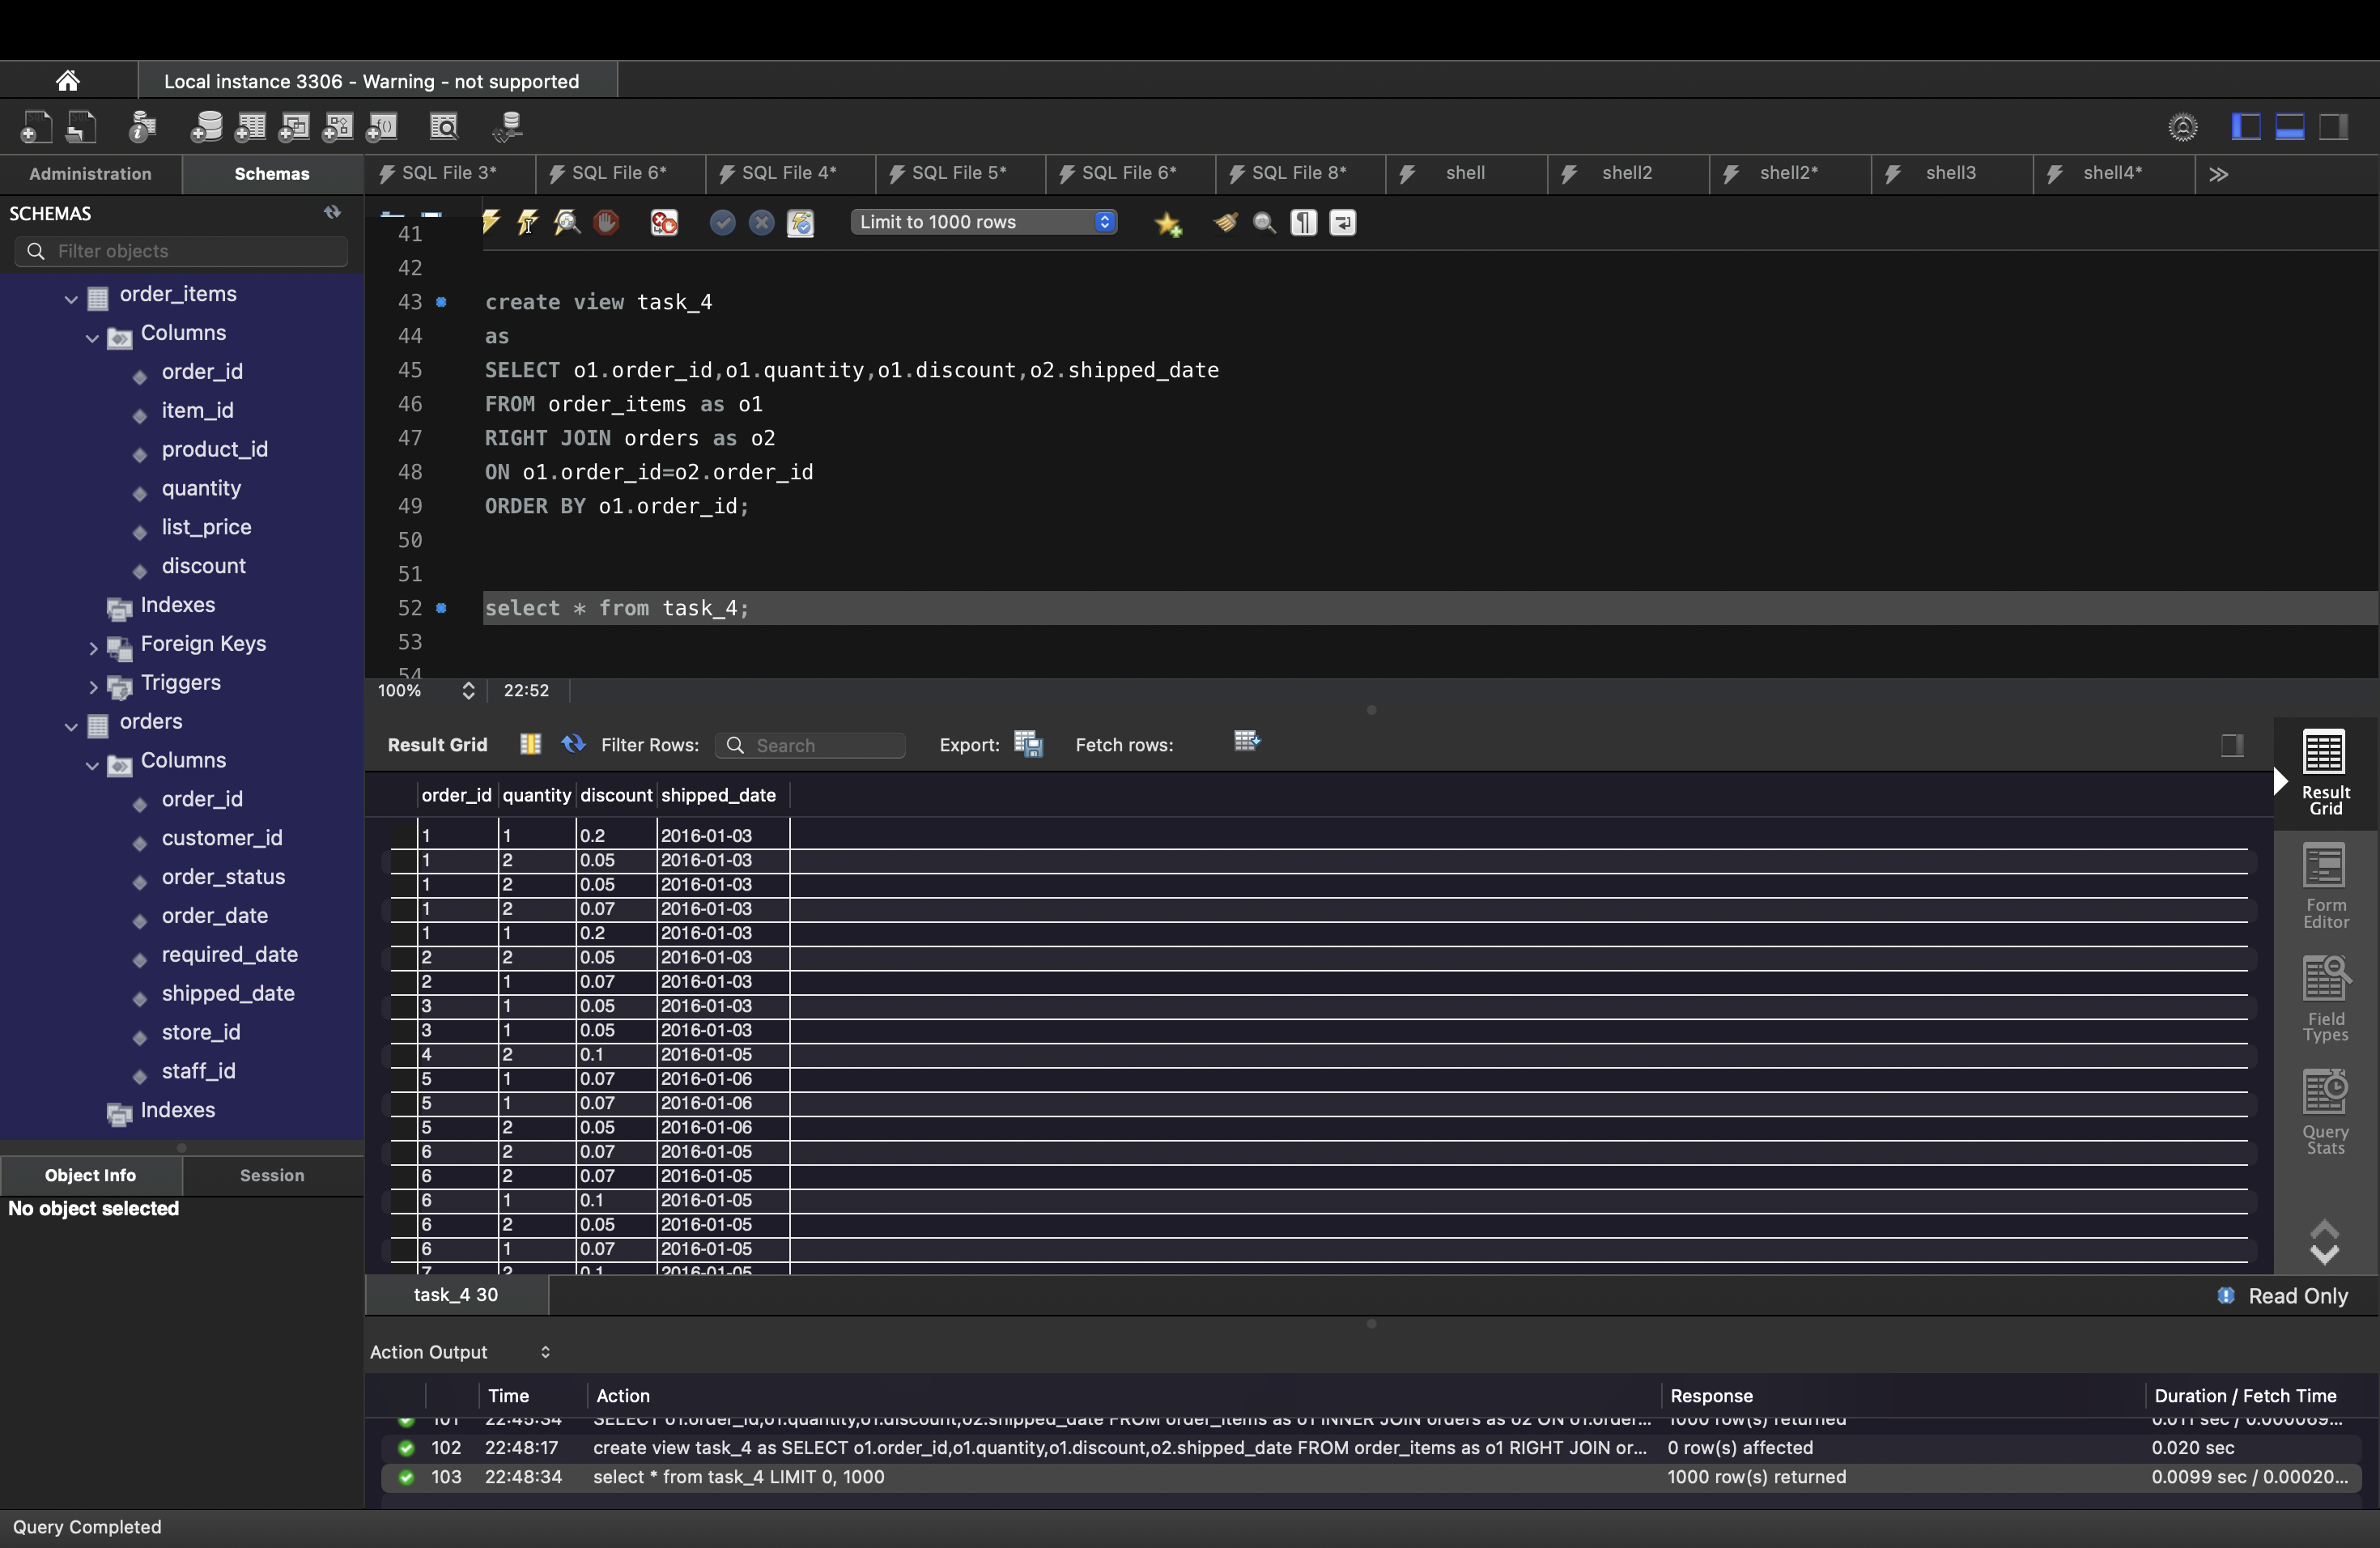 Local instance 3306 - Warning - not supported
Administration
Schemas
SQL File 3*
SQL File 6*
SQL File 4*
SQL File 5*
SQL File 6*
SQL File 8*
shell
shell2
shell2*
shell3
shell4*
SCHEMAS
Filter objects
order_items
Columns
order_id
item_id
product_id
quantity
list_price
discount
Indexes
Foreign Keys
Triggers
orders
Columns
order_id
customer_id
order_status
order_date
required_date
shipped_date
store_id
staff_id
Indexes
Object Info
Session
No object selected
Limit to 1000 rows
41
42
43 create view task_4
44 as
45 SELECT o1.order_id,o1.quantity,o1.discount,o2.shipped_date
46 FROM order_items as o1
47 RIGHT JOIN orders as o2
48 ON o1.order_id=o2.order_id
49 ORDER BY o1.order_id;
50
51
52 select * from task_4;
53
54
100% 22:52
Result Grid Filter Rows: Search Export: Fetch rows:
order_id quantity discount shipped_date
1 1 0.2 2016-01-03
1 2 0.05 2016-01-03
1 2 0.05 2016-01-03
1 2 0.07 2016-01-03
1 1 0.2 2016-01-03
2 2 0.05 2016-01-03
2 1 0.07 2016-01-03
3 1 0.05 2016-01-03
3 1 0.05 2016-01-03
4 2 0.1 2016-01-05
5 1 0.07 2016-01-06
5 1 0.07 2016-01-06
5 2 0.05 2016-01-06
6 2 0.07 2016-01-05
6 2 0.07 2016-01-05
6 1 0.1 2016-01-05
6 2 0.05 2016-01-05
6 1 0.07 2016-01-05
7 2 0.1 2016-01-05
Result
Grid
Form
Editor
Field
Types
Query
Stats
task_4 30
Read Only
Action Output
Time Action Response Duration / Fetch Time
101 22:45:34 SELECT o1.order_id,o1.quantity,o1.discount,o2.shipped_date FROM order_items as o1 INNER JOIN orders as o2 ON o1.order... 1000 row(s) returned 0.011 sec / 0.000069...
102 22:48:17 create view task_4 as SELECT o1.order_id,o1.quantity,o1.discount,o2.shipped_date FROM order_items as o1 RIGHT JOIN or... 0 row(s) affected 0.020 sec
103 22:48:34 select * from task_4 LIMIT 0, 1000 1000 row(s) returned 0.0099 sec / 0.00020...
Query Completed